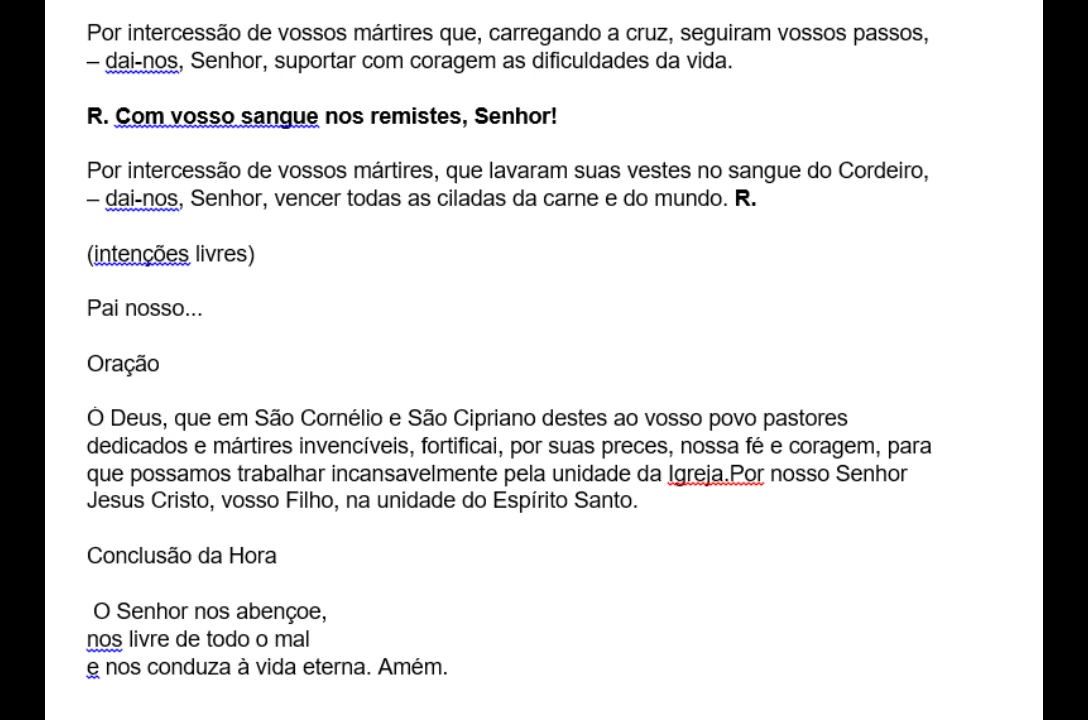 Por intercessão de vossos mártires que, carregando a cruz, seguiram vossos passos,
– dai-nos, Senhor, suportar com coragem as dificuldades da vida.
R. Com vosso sangue nos remistes, Senhor!
Por intercessão de vossos mártires, que lavaram suas vestes no sangue do Cordeiro,
– dai-nos, Senhor, vencer todas as ciladas da carne e do mundo. R.
(intenções livres)
Pai nosso...
Oração
Ó Deus, que em São Cornélio e São Cipriano destes ao vosso povo pastores
dedicados e mártires invencíveis, fortificai, por suas preces, nossa fé e coragem, para
que possamos trabalhar incansavelmente pela unidade da Igreja.Por nosso Senhor
Jesus Cristo, vosso Filho, na unidade do Espírito Santo.
Conclusão da Hora
O Senhor nos abençoe,
nos livre de todo o mal
e nos conduza à vida eterna. Amém.